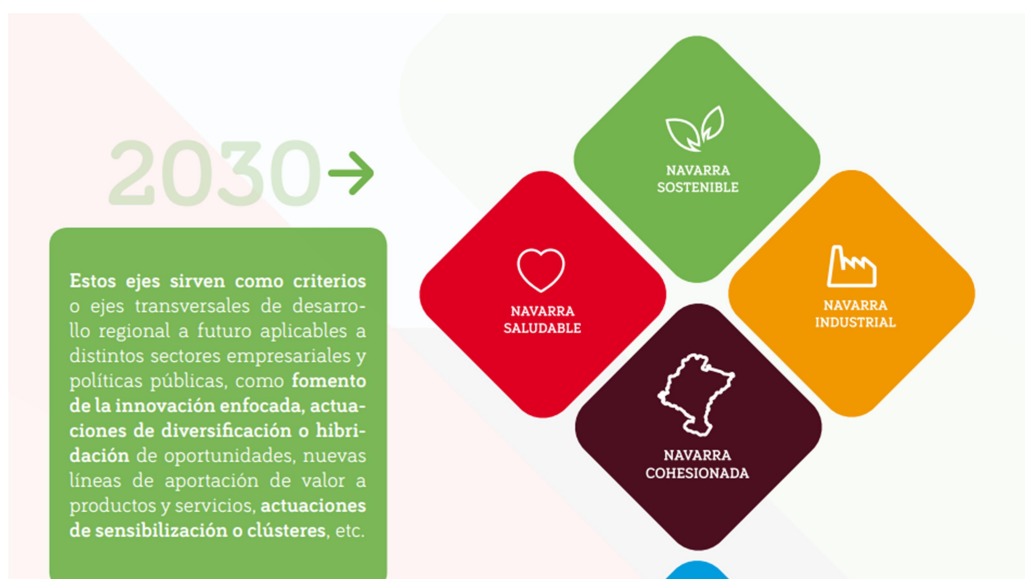 2030
Estos ejes sirven como criterios
o ejes transversales de desarro-
llo regional a futuro aplicables a
distintos sectores empresariales y
políticas públicas, como fomento
de la innovación enfocada, actua-
ciones de diversificación o hibri-
dación de oportunidades, nuevas
líneas de aportación de valor a
productos y servicios, actuaciones
de sensibilización o clústeres, etc.
NAVARRA
SOSTENIBLE
NAVARRA
SALUDABLE
NAVARRA
INDUSTRIAL
NAVARRA
COHESIONADA